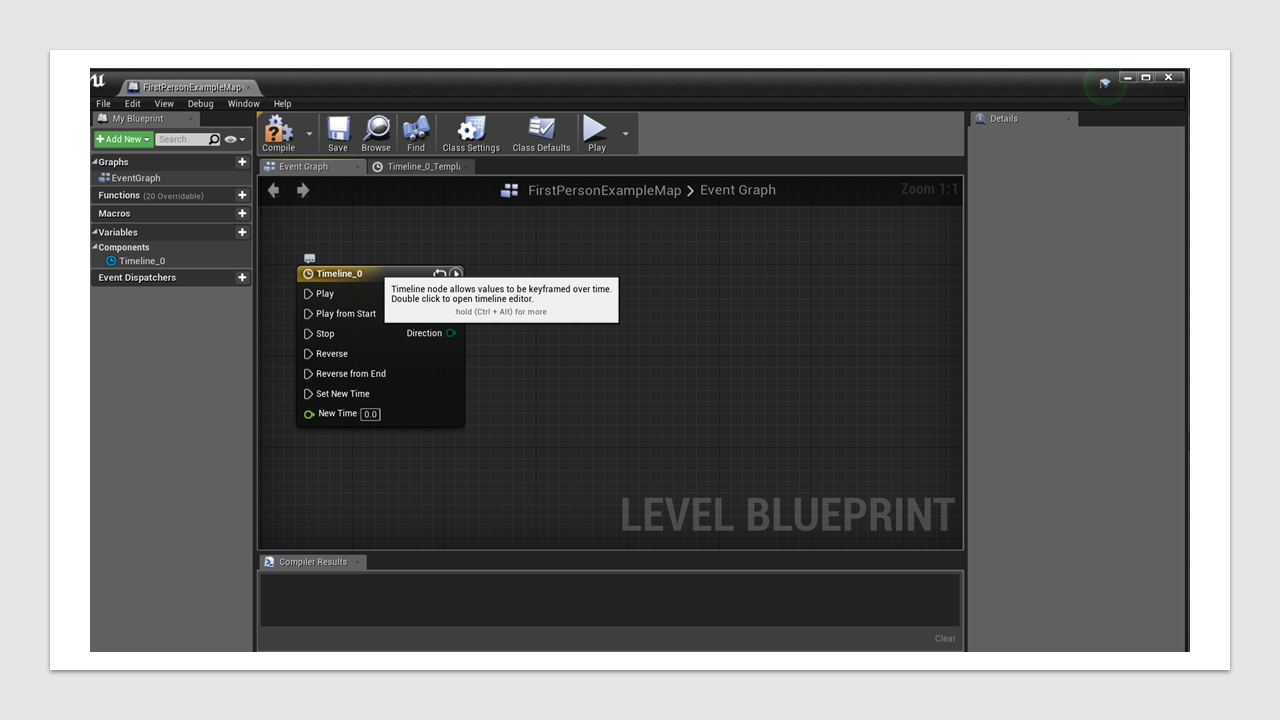 FirstPersonExampleMap
File Edit View Debug Window Help
My Blueprint
Add New
Search
Graphs
EventGraph
Functions (20 Overridable)
Macros
Variables
Components
Timeline_0
Event Dispatchers
Compile Save Browse Find Class Settings Class Defaults Play
Event Graph Timeline_0_Templa
FirstPersonExampleMap > Event Graph Zoom 1:1
Timeline_0
Play
Play from Start
Stop
Reverse
Reverse from End
Set New Time
New Time 0.0
Direction
Timeline node allows values to be keyframed over time.
Double click to open timeline editor.
hold (Ctrl + Alt) for more
LEVEL BLUEPRINT
Compiler Results
Clear
Details